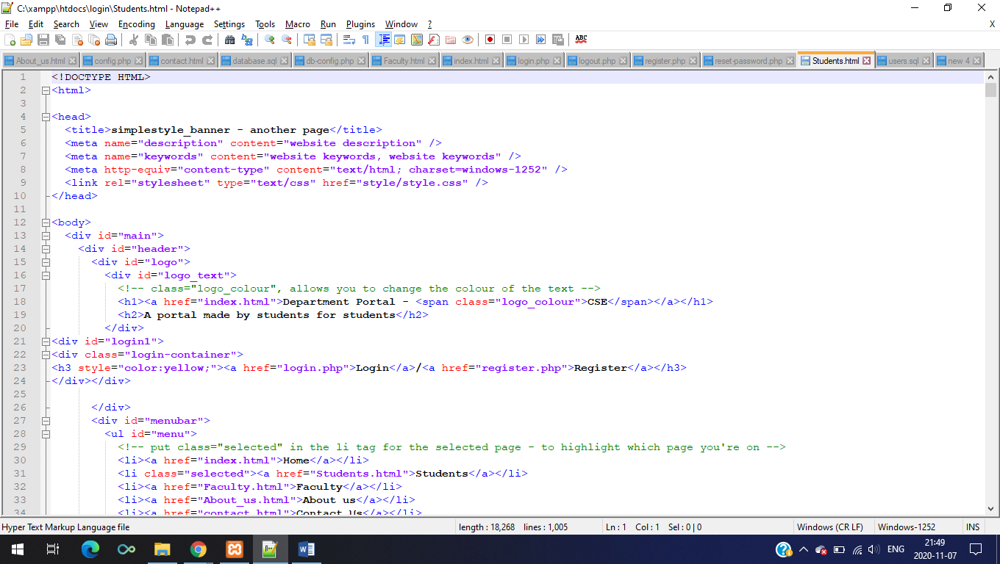 C:\xampp\htdocs\login\Students.html - Notepad++
File Edit Search View Encoding Language Settings Tools Macro Run Plugins Window ? X
About_us.html config.php contact.html database.sql db-config.php Faculty.html index.html login.php logout.php register.php reset-password.php Students.html users.sql new 4
1 <!DOCTYPE HTML>
2 <html>
3
4 <head>
5 <title>simplestyle_banner - another page</title>
6 <meta name="description" content="website description" />
7 <meta name="keywords" content="website keywords, website keywords" />
8 <meta http-equiv="content-type" content="text/html; charset=windows-1252" />
9 <link rel="stylesheet" type="text/css" href="style/style.css" />
10 </head>
11
12 <body>
13 <div id="main">
14 <div id="header">
15 <div id="logo">
16 <div id="logo_text">
17 <!-- class="logo_colour", allows you to change the colour of the text -->
18 <h1><a href="index.html">Department Portal - <span class="logo_colour">CSE</span></a></h1>
19 <h2>A portal made by students for students</h2>
20 </div>
21 <div id="login1">
22 <div class="login-container">
23 <h3 style="color:yellow;"><a href="login.php">Login</a>/<a href="register.php">Register</a></h3>
24 </div></div>
25
26 </div>
27 <div id="menubar">
28 <ul id="menu">
29 <!-- put class="selected" in the li tag for the selected page - to highlight which page you're on -->
30 <li><a href="index.html">Home</a></li>
31 <li class="selected"><a href="Students.html">Students</a></li>
32 <li><a href="Faculty.html">Faculty</a></li>
33 <li><a href="About_us.html">About us</a></li>
34 <li><a href="contact.html">Contact Us</a></li>
Hyper Text Markup Language file length : 18,268 lines : 1,005 Ln : 1 Col : 1 Sel : 0 | 0 Windows (CR LF) Windows-1252 INS
ENG 21:49
2020-11-07